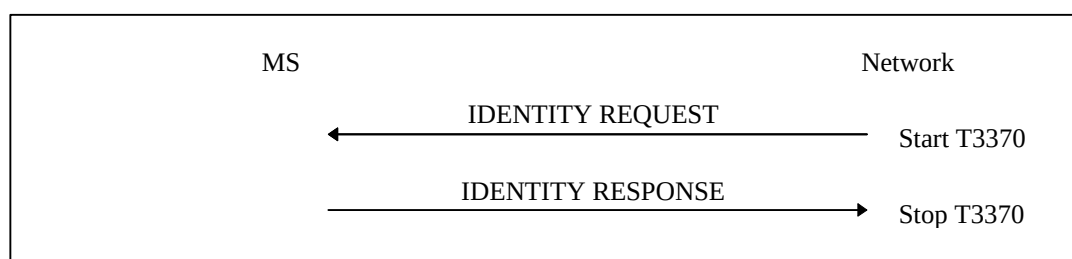 MS
Network
IDENTITY REQUEST
Start T3370
IDENTITY RESPONSE
Stop T3370